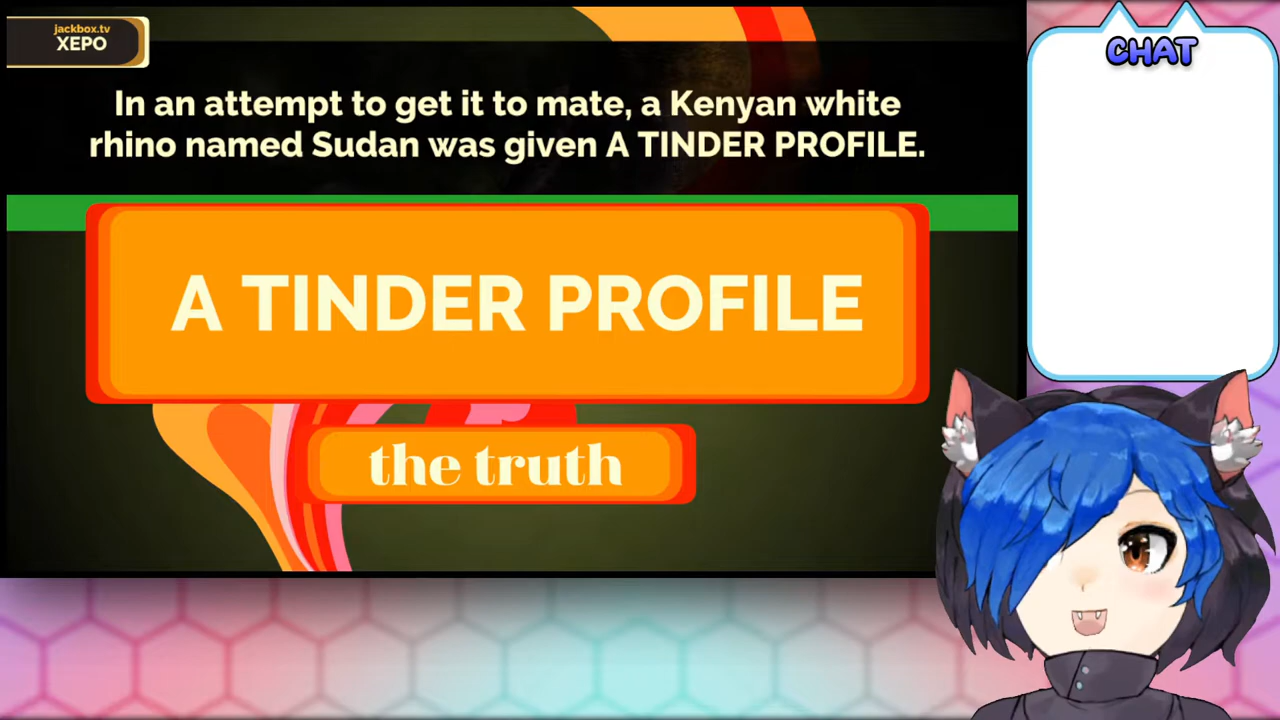 jackbox.tv
XEPO
CHAT
In an attempt to get it to mate, a Kenyan white
rhino named Sudan was given A TINDER PROFILE.
A TINDER PROFILE
the truth